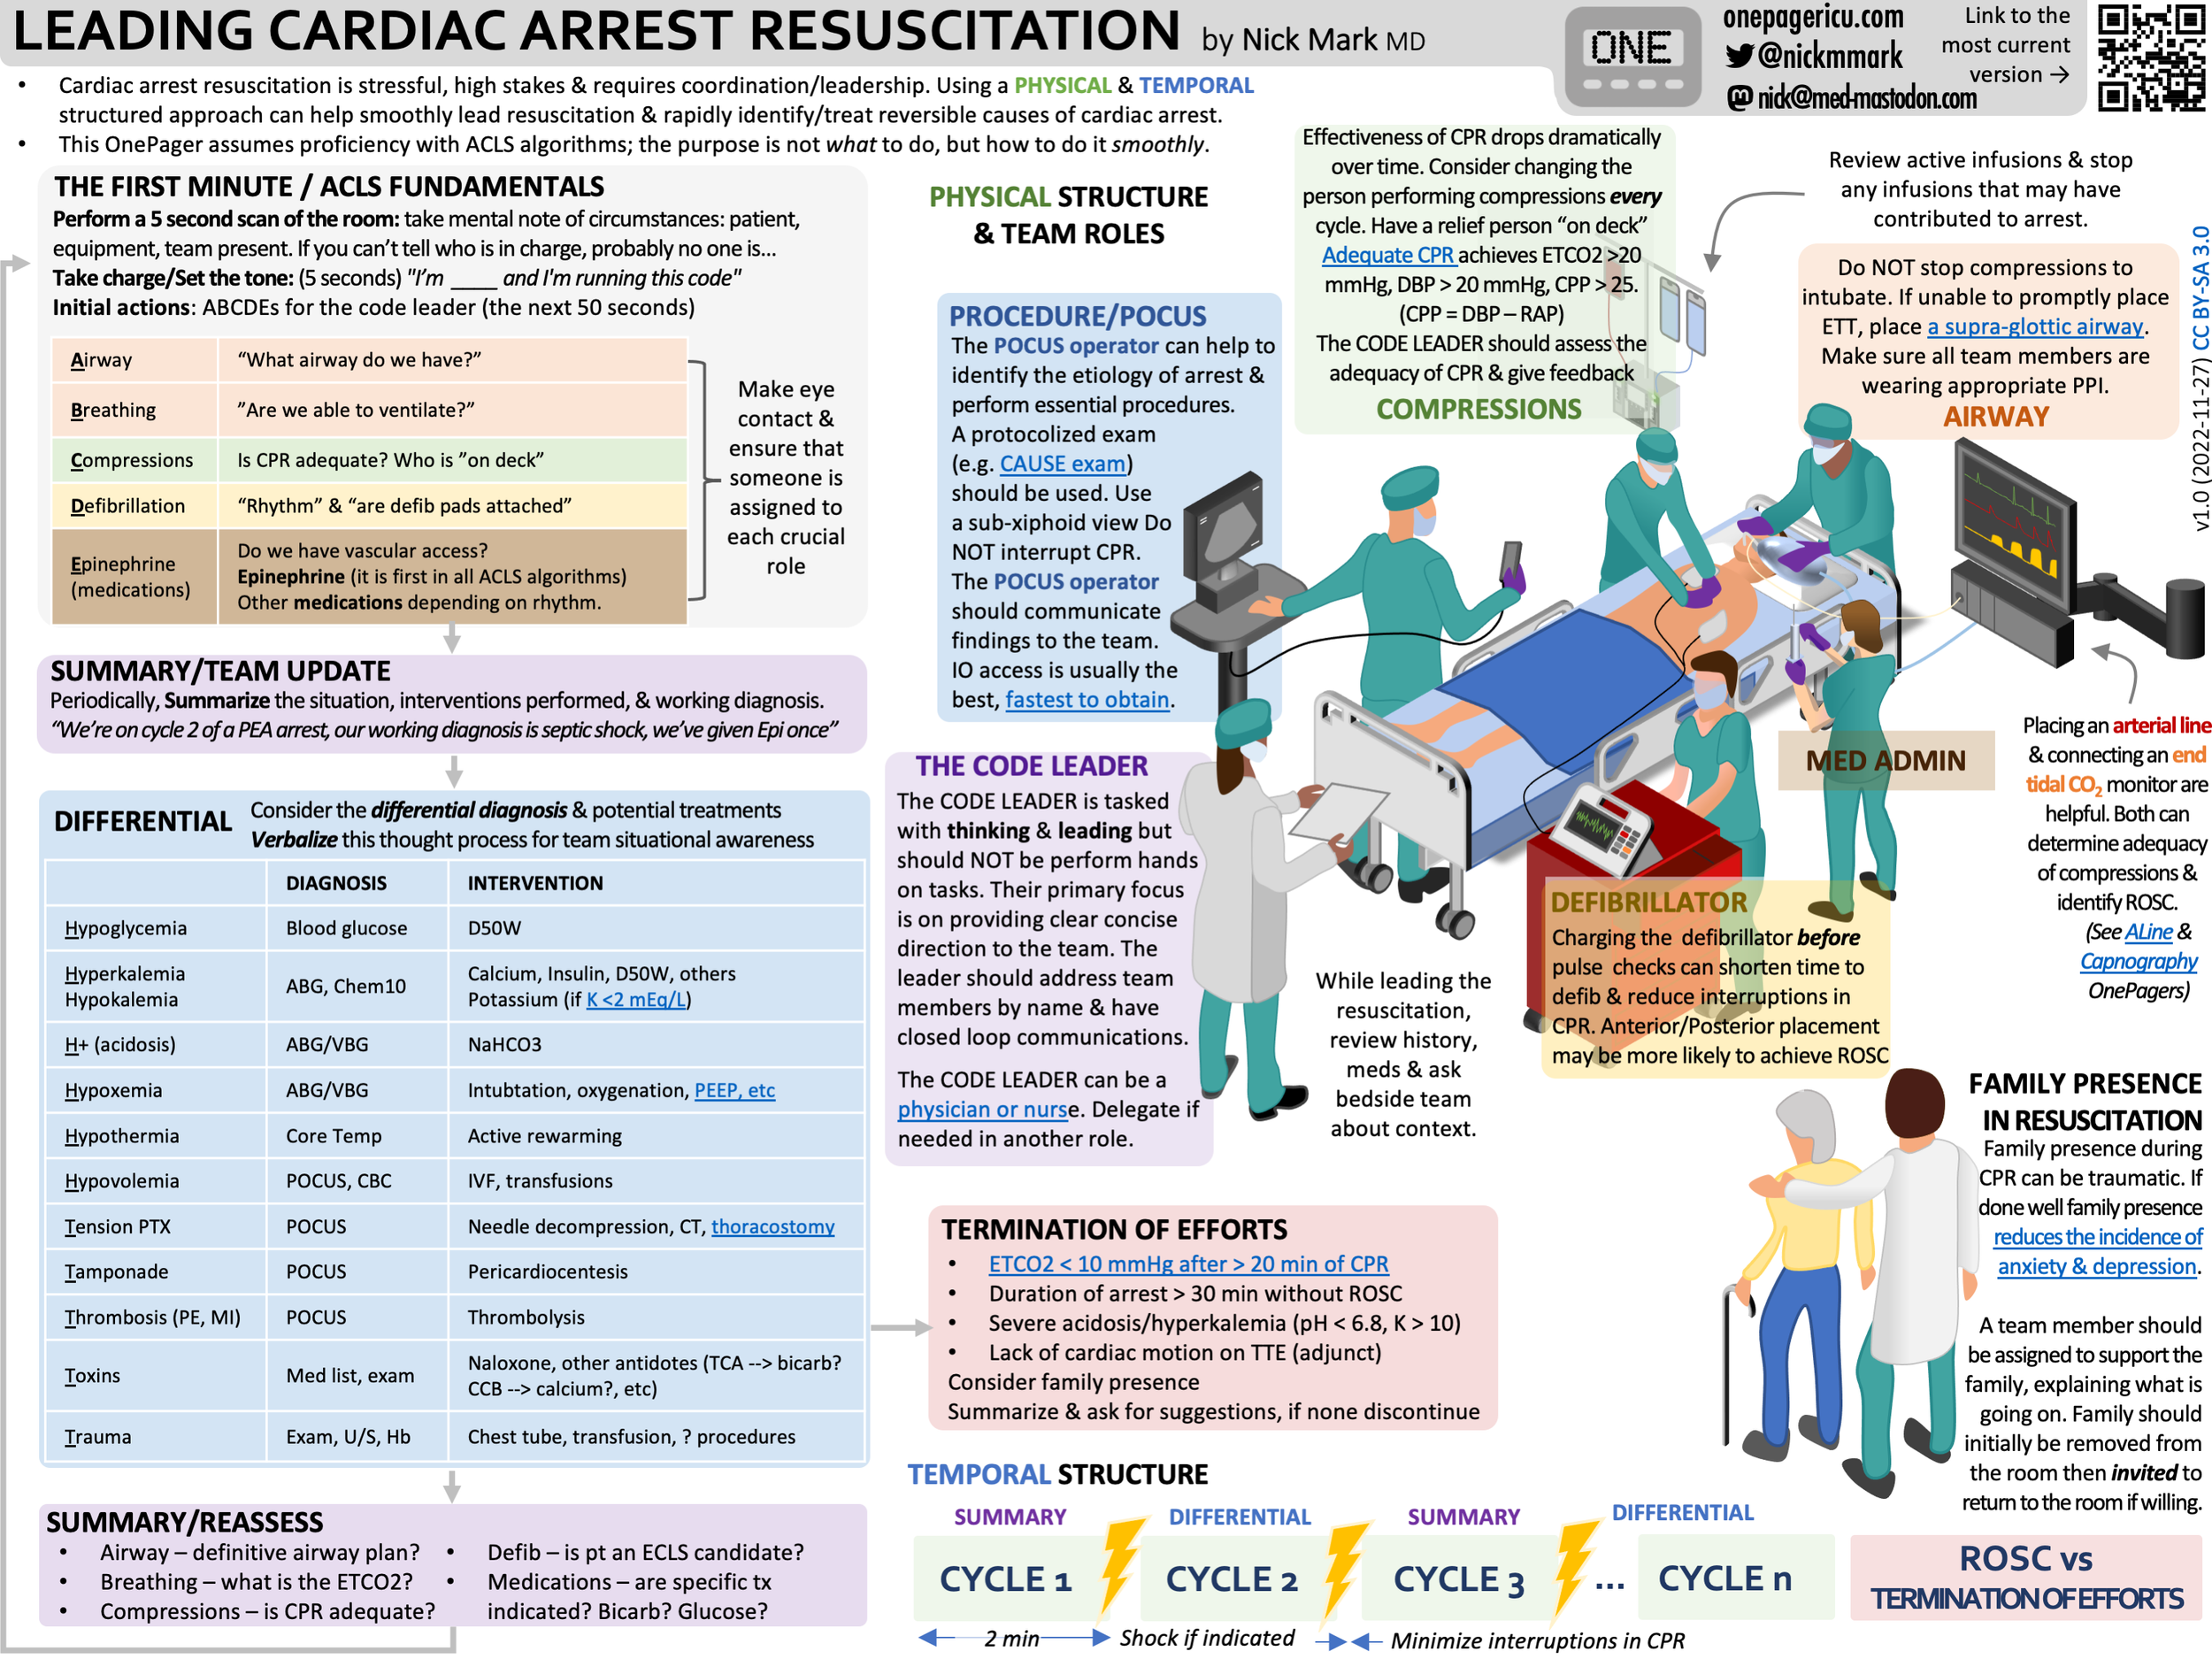 LEADING CARDIAC ARREST RESUSCITATION by Nick Mark MD
ONE
onepagericu.com
@nickmmark
nick@med-mastodon.com
Link to the
most current
version →
• Cardiac arrest resuscitation is stressful, high stakes & requires coordination/leadership. Using a PHYSICAL & TEMPORAL
structured approach can help smoothly lead resuscitation & rapidly identify/treat reversible causes of cardiac arrest.
• This OnePager assumes proficiency with ACLS algorithms; the purpose is not what to do, but how to do it smoothly.
THE FIRST MINUTE / ACLS FUNDAMENTALS
Perform a 5 second scan of the room: take mental note of circumstances: patient,
equipment, team present. If you can't tell who is in charge, probably no one is...
Take charge/Set the tone: (5 seconds) "I'm ____ and I'm running this code"
Initial actions: ABCDEs for the code leader (the next 50 seconds)
Airway “What airway do we have?”
Breathing ”Are we able to ventilate?”
Compressions Is CPR adequate? Who is ”on deck”
Defibrillation “Rhythm” & “are defib pads attached”
Epinephrine
(medications)
Do we have vascular access?
Epinephrine (it is first in all ACLS algorithms)
Other medications depending on rhythm.
Make eye
contact &
ensure that
someone is
assigned to
each crucial
role
SUMMARY/TEAM UPDATE
Periodically, Summarize the situation, interventions performed, & working diagnosis.
“We're on cycle 2 of a PEA arrest, our working diagnosis is septic shock, we've given Epi once”
DIFFERENTIAL
Consider the differential diagnosis & potential treatments
Verbalize this thought process for team situational awareness
DIAGNOSIS INTERVENTION
Hypoglycemia Blood glucose D50W
Hyperkalemia
Hypokalemia
ABG, Chem10
Calcium, Insulin, D50W, others
Potassium (if K <2 mEq/L)
H+ (acidosis) ABG/VBG NaHCO3
Hypoxemia ABG/VBG Intubtation, oxygenation, PEEP, etc
Hypothermia Core Temp Active rewarming
Hypovolemia POCUS, CBC IVF, transfusions
Tension PTX POCUS Needle decompression, CT, thoracostomy
Tamponade POCUS Pericardiocentesis
Thrombosis (PE, MI) POCUS Thrombolysis
Toxins Med list, exam
Naloxone, other antidotes (TCA --> bicarb?
CCB --> calcium?, etc)
Trauma Exam, U/S, Hb Chest tube, transfusion, ? procedures
SUMMARY/REASSESS
• Airway – definitive airway plan?
• Breathing – what is the ETCO2?
• Compressions – is CPR adequate?
• Defib – is pt an ECLS candidate?
• Medications – are specific tx
indicated? Bicarb? Glucose?
PHYSICAL STRUCTURE
& TEAM ROLES
PROCEDURE/POCUS
The POCUS operator can help to
identify the etiology of arrest &
perform essential procedures.
A protocolized exam
(e.g. CAUSE exam)
should be used. Use
a sub-xiphoid view Do
NOT interrupt CPR.
The POCUS operator
should communicate
findings to the team.
IO access is usually the
best, fastest to obtain.
Effectiveness of CPR drops dramatically
over time. Consider changing the
person performing compressions every
cycle. Have a relief person “on deck”
Adequate CPR achieves ETCO2 >20
mmHg, DBP > 20 mmHg, CPP > 25.
(CPP = DBP – RAP)
The CODE LEADER should assess the
adequacy of CPR & give feedback
COMPRESSIONS
Review active infusions & stop
any infusions that may have
contributed to arrest.
Do NOT stop compressions to
intubate. If unable to promptly place
ETT, place a supra-glottic airway.
Make sure all team members are
wearing appropriate PPI.
AIRWAY
v1.0 (2022-11-27) CC BY-SA 3.0
MED ADMIN
Placing an arterial line
& connecting an end
tidal CO2 monitor are
helpful. Both can
determine adequacy
of compressions &
identify ROSC.
(See ALine &
Capnography
OnePagers)
THE CODE LEADER
The CODE LEADER is tasked
with thinking & leading but
should NOT be perform hands
on tasks. Their primary focus
is on providing clear concise
direction to the team. The
leader should address team
members by name & have
closed loop communications.
The CODE LEADER can be a
physician or nurse. Delegate if
needed in another role.
While leading the
resuscitation,
review history,
meds & ask
bedside team
about context.
DEFIBRILLATOR
Charging the defibrillator before
pulse checks can shorten time to
defib & reduce interruptions in
CPR. Anterior/Posterior placement
may be more likely to achieve ROSC
FAMILY PRESENCE
IN RESUSCITATION
Family presence during
CPR can be traumatic. If
done well family presence
reduces the incidence of
anxiety & depression.
A team member should
be assigned to support the
family, explaining what is
going on. Family should
initially be removed from
the room then invited to
return to the room if willing.
TERMINATION OF EFFORTS
• ETCO2 < 10 mmHg after > 20 min of CPR
• Duration of arrest > 30 min without ROSC
• Severe acidosis/hyperkalemia (pH < 6.8, K > 10)
• Lack of cardiac motion on TTE (adjunct)
Consider family presence
Summarize & ask for suggestions, if none discontinue
TEMPORAL STRUCTURE
SUMMARY DIFFERENTIAL SUMMARY DIFFERENTIAL
CYCLE 1 CYCLE 2 CYCLE 3 ... CYCLE n
ROSC vs
TERMINATION OF EFFORTS
2 min Shock if indicated Minimize interruptions in CPR